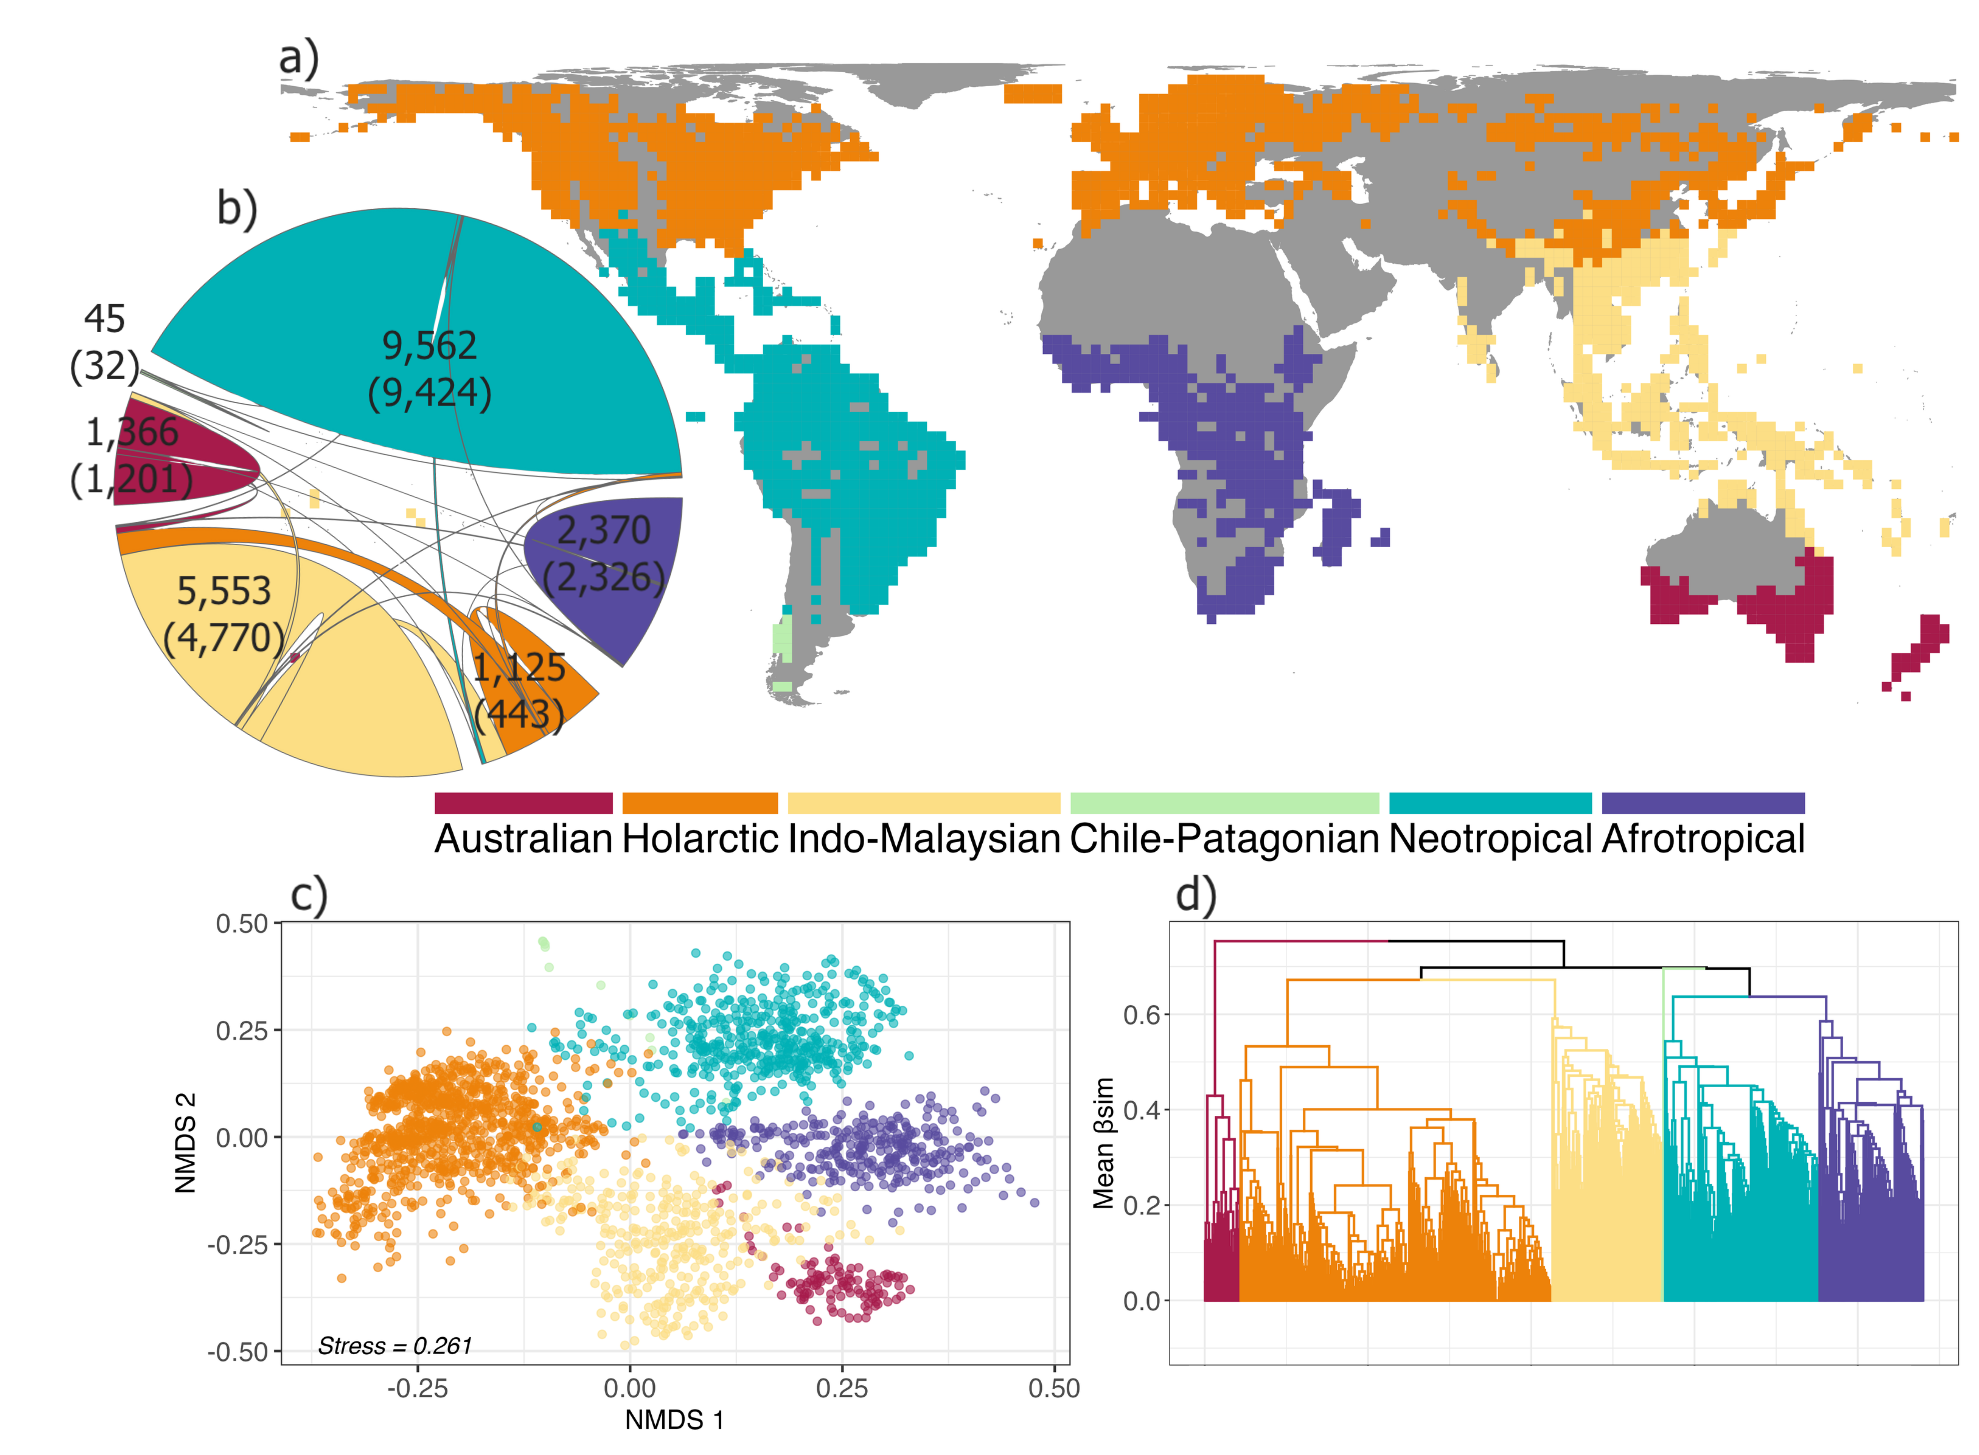 a)
b)
9,562
(9,424)
45
(32)
1,366
(1,201)
2,370
(2,326)
5,553
(4,770)
1,125
(443)
Australian Holarctic Indo-Malaysian Chile-Patagonian Neotropical Afrotropical
c)
0.50
0.25
0.00
-0.25
-0.50
NMDS 2
Stress = 0.261
-0.25 0.00 0.25 0.50
NMDS 1
d)
0.6
0.4
0.2
0.0
Mean βsim